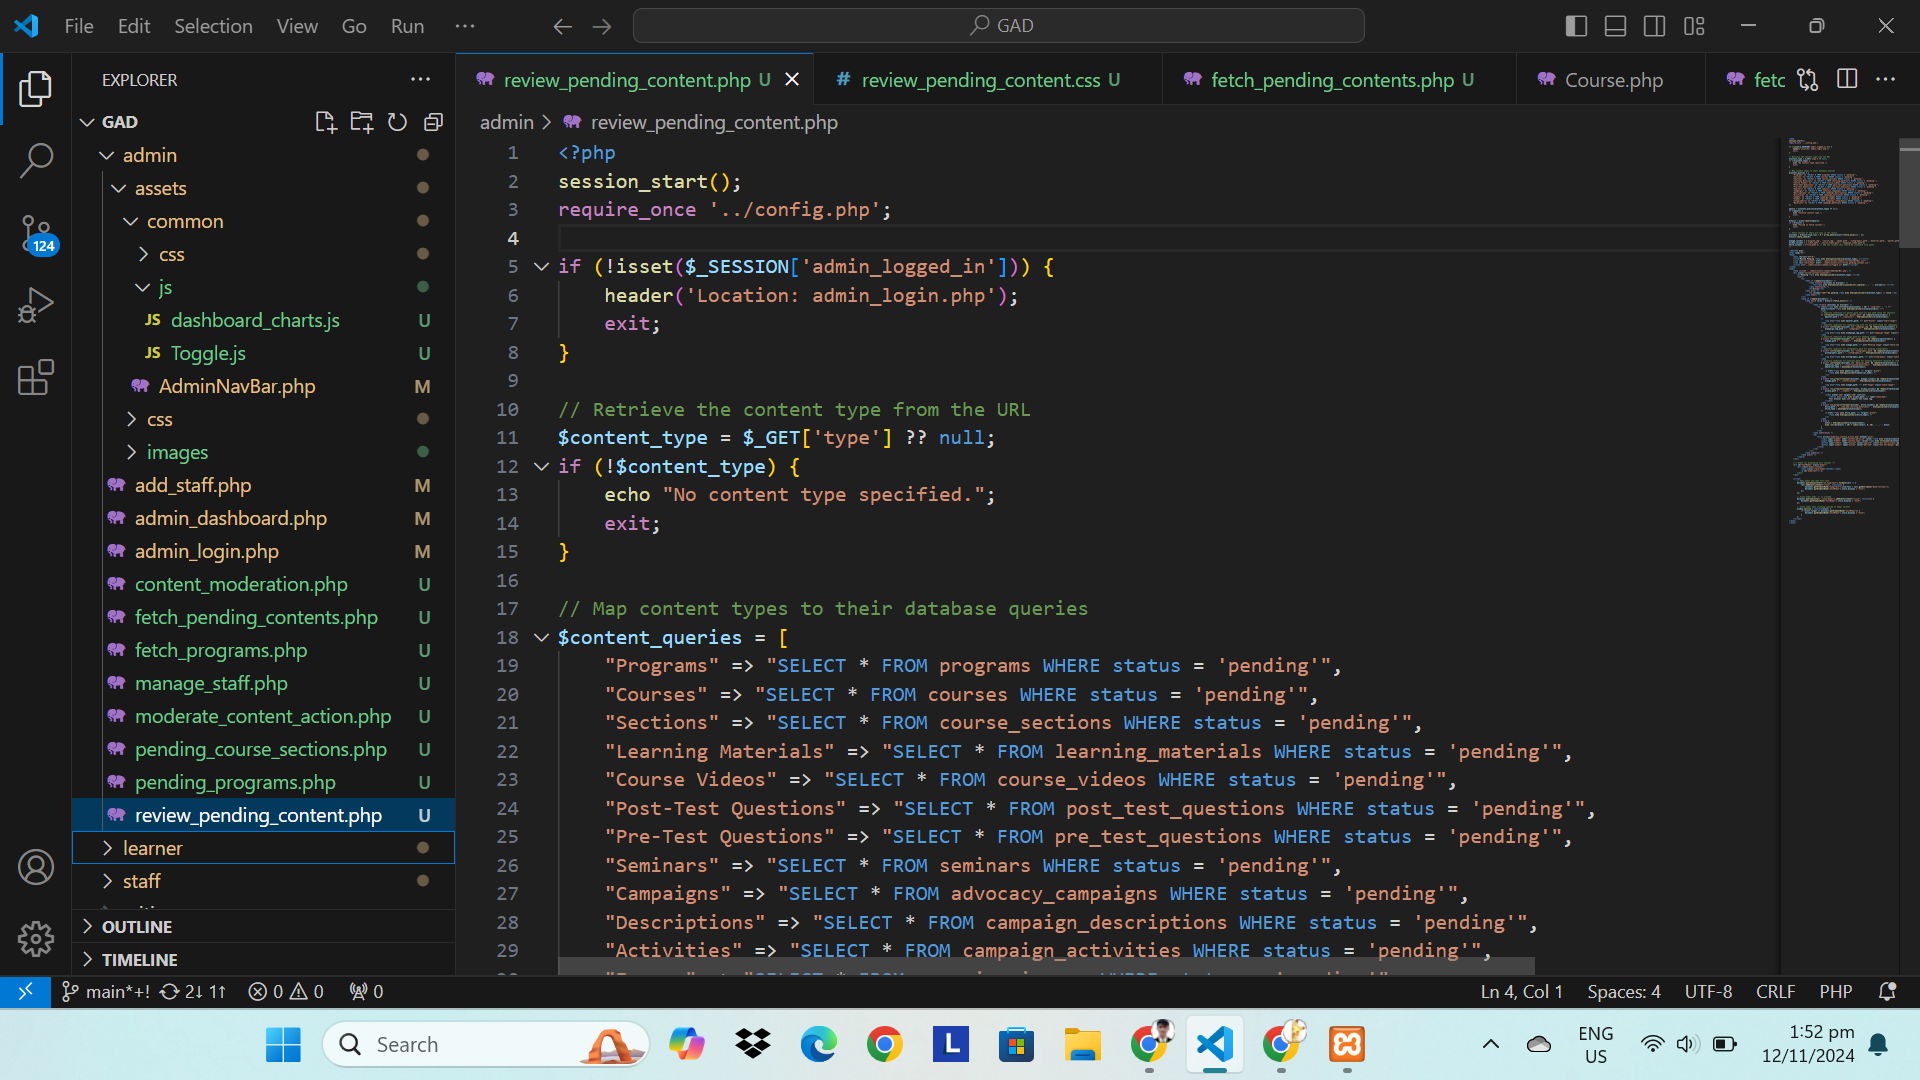 File Edit Selection View Go Run ... GAD
EXPLORER ...
review_pending_content.php U
# review_pending_content.css U
fetch_pending_contents.php U
Course.php
fetc
GAD
admin > review_pending_content.php
admin
assets
common
css
js
JS dashboard_charts.js U
JS Toggle.js U
AdminNavBar.php M
css
images
add_staff.php M
admin_dashboard.php M
admin_login.php M
content_moderation.php U
fetch_pending_contents.php U
fetch_programs.php U
manage_staff.php U
moderate_content_action.php U
pending_course_sections.php U
pending_programs.php U
review_pending_content.php U
learner
staff
OUTLINE
TIMELINE
124
1 <?php
2 session_start();
3 require_once '../config.php';
4
5 if (!isset($_SESSION['admin_logged_in'])) {
6 header('Location: admin_login.php');
7 exit;
8 }
9
10 // Retrieve the content type from the URL
11 $content_type = $_GET['type'] ?? null;
12 if (!$content_type) {
13 echo "No content type specified.";
14 exit;
15 }
16
17 // Map content types to their database queries
18 $content_queries = [
19 "Programs" => "SELECT * FROM programs WHERE status = 'pending'",
20 "Courses" => "SELECT * FROM courses WHERE status = 'pending'",
21 "Sections" => "SELECT * FROM course_sections WHERE status = 'pending'",
22 "Learning Materials" => "SELECT * FROM learning_materials WHERE status = 'pending'",
23 "Course Videos" => "SELECT * FROM course_videos WHERE status = 'pending'",
24 "Post-Test Questions" => "SELECT * FROM post_test_questions WHERE status = 'pending'",
25 "Pre-Test Questions" => "SELECT * FROM pre_test_questions WHERE status = 'pending'",
26 "Seminars" => "SELECT * FROM seminars WHERE status = 'pending'",
27 "Campaigns" => "SELECT * FROM advocacy_campaigns WHERE status = 'pending'",
28 "Descriptions" => "SELECT * FROM campaign_descriptions WHERE status = 'pending'",
29 "Activities" => "SELECT * FROM campaign_activities WHERE status = 'pending'",
main*+! 2↓ 1↑ 0 0 0
Ln 4, Col 1 Spaces: 4 UTF-8 CRLF PHP
Search
L
ENG
US
1:52 pm
12/11/2024